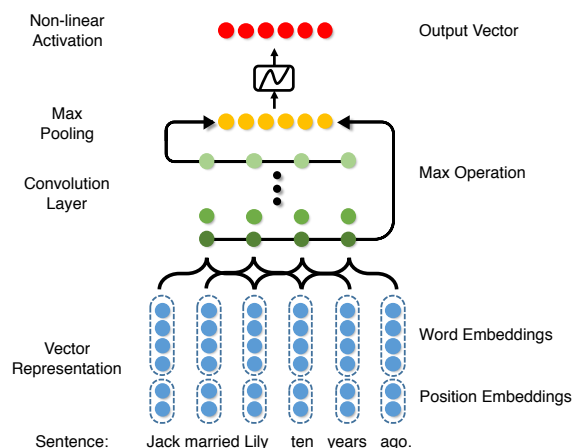 Non-linear
Activation
Output Vector
Max
Pooling
Max Operation
Convolution
Layer
Word Embeddings
Vector
Representation
Position Embeddings
Sentence: Jack married Lily ten years ago.